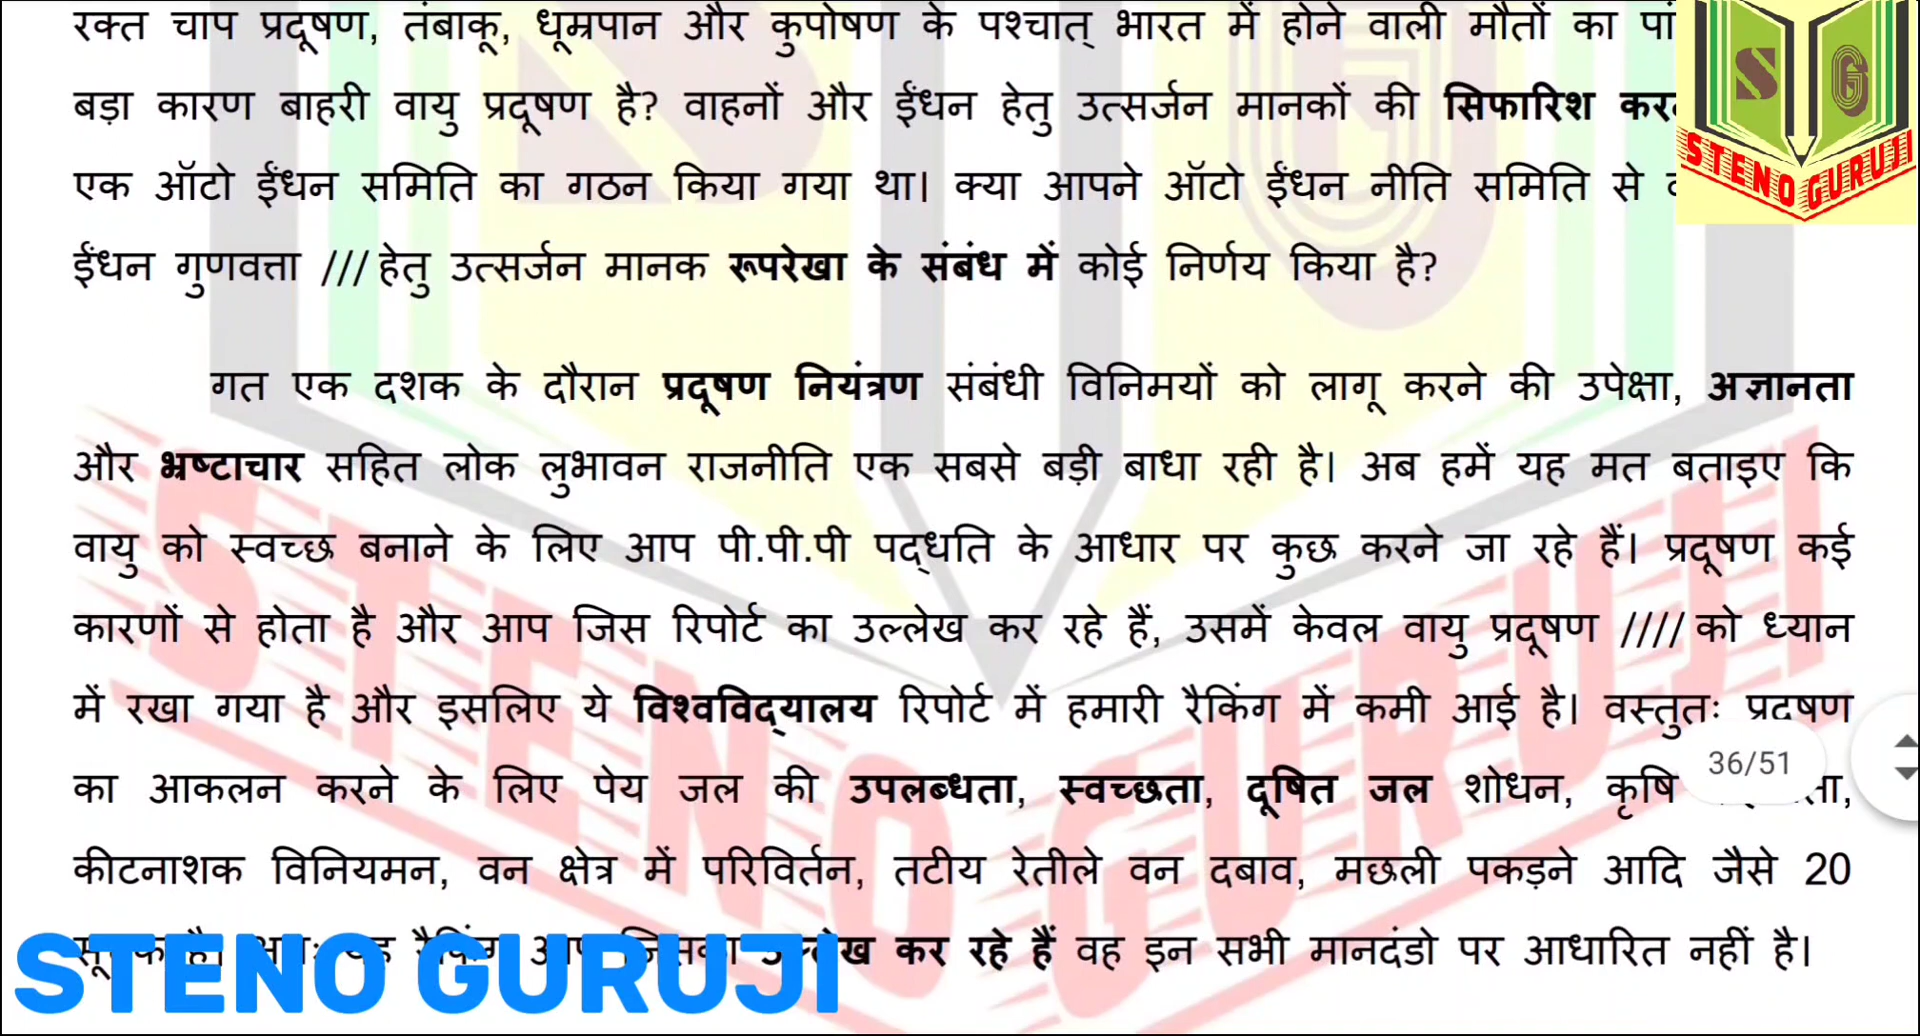 रक्त चाप प्रदूषण, तंबाकू, धूम्रपान और कुपोषण के पश्चात् भारत में होने वाली मौतों का
बड़ा कारण बाहरी वायु प्रदूषण है? वाहनों और ईंधन हेतु उत्सर्जन मानकों की सिफारिश
एक ऑटो ईंधन समिति का गठन किया गया था। क्या आपने ऑटो ईंधन नीति समिति से
ईंधन गुणवत्ता /// हेतु उत्सर्जन मानक रूपरेखा के संबंध में कोई निर्णय किया है?
गत एक दशक के दौरान प्रदूषण नियंत्रण संबंधी विनिमयों को लागू करने की उपेक्षा, अज्ञानता
और भ्रष्टाचार सहित लोक लुभावन राजनीति एक सबसे बड़ी बाधा रही है। अब हमें यह मत बताइए कि
वायु को स्वच्छ बनाने के लिए आप पी.पी.पी पद्धति के आधार पर कुछ करने जा रहे हैं। प्रदूषण कई
कारणों से होता है और आप जिस रिपोर्ट का उल्लेख कर रहे हैं, उसमें केवल वायु प्रदूषण //// को ध्यान
में रखा गया है और इसलिए ये विश्वविद्यालय रिपोर्ट में हमारी रैकिंग में कमी आई है। वस्तुतः प्रदूषण
का आकलन करने के लिए पेय जल की उपलब्धता, स्वच्छता, दूषित जल शोधन, कृषि
कीटनाशक विनियमन, वन क्षेत्र में परिविर्तन, तटीय रेतीले वन दबाव, मछली पकड़ने आदि जैसे 20
कर रहे हैं वह इन सभी मानदंडो पर आधारित नहीं है।
36/51
S G
STENO GURUJI
STENO GURUJI
STENO GURUJI